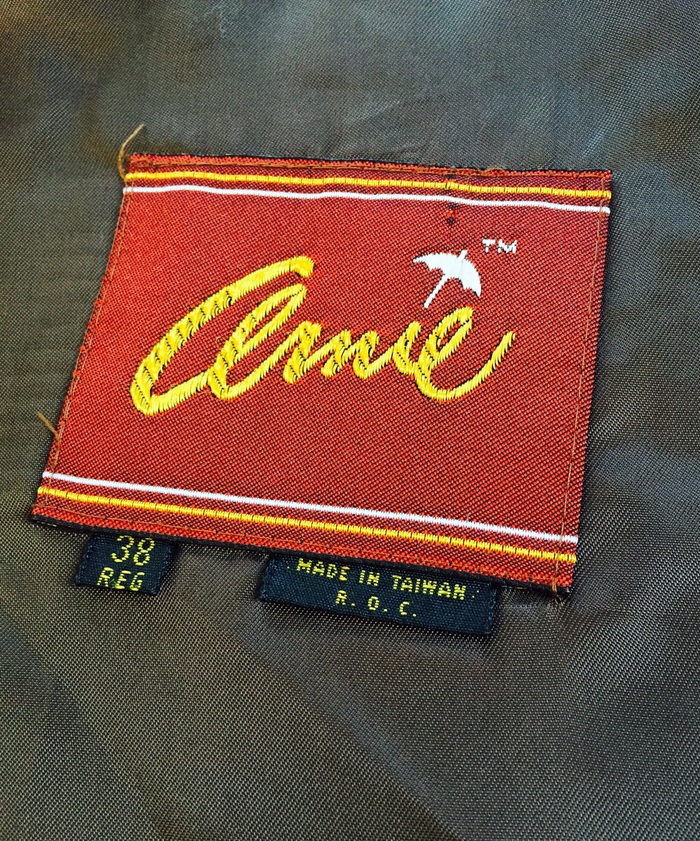 Arnie
TM
38
REG
MADE IN TAIWAN
R. O. C.